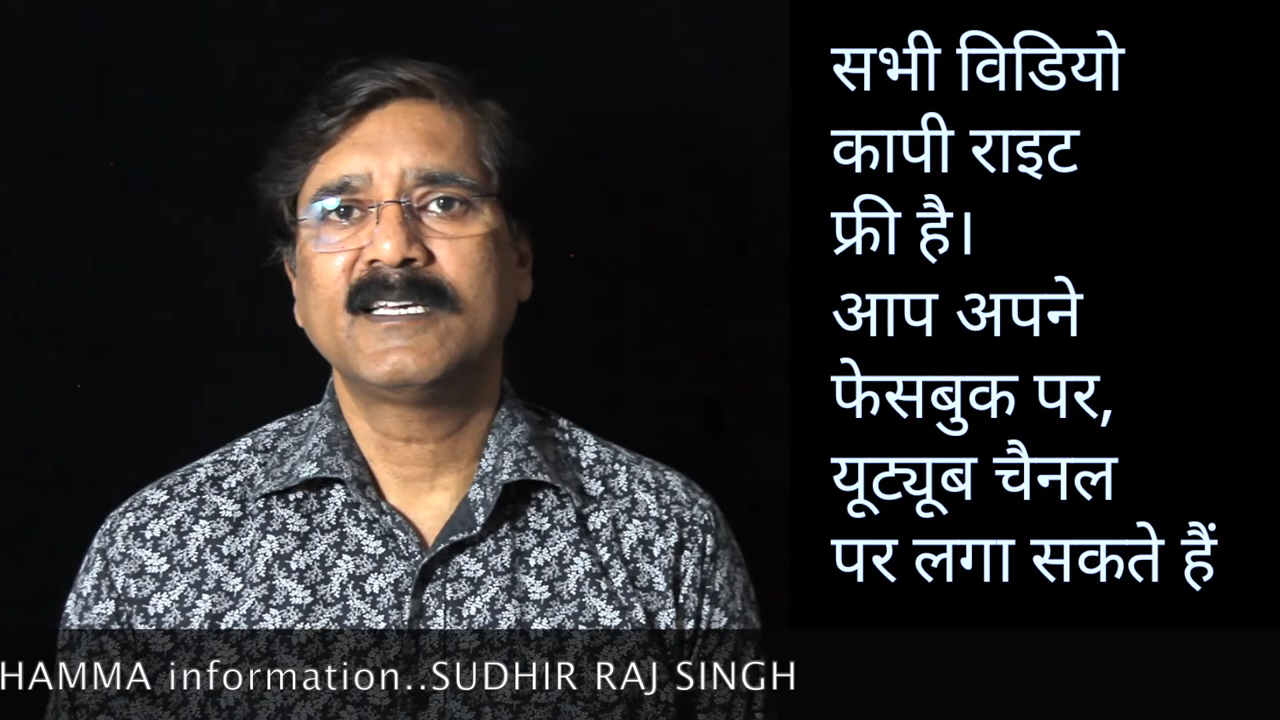 सभी विडियो
कापी राइट
फ्री है।
आप अपने
फेसबुक पर,
यूट्यूब चैनल
पर लगा सकते हैं
HAMMA information..SUDHIR RAJ SINGH